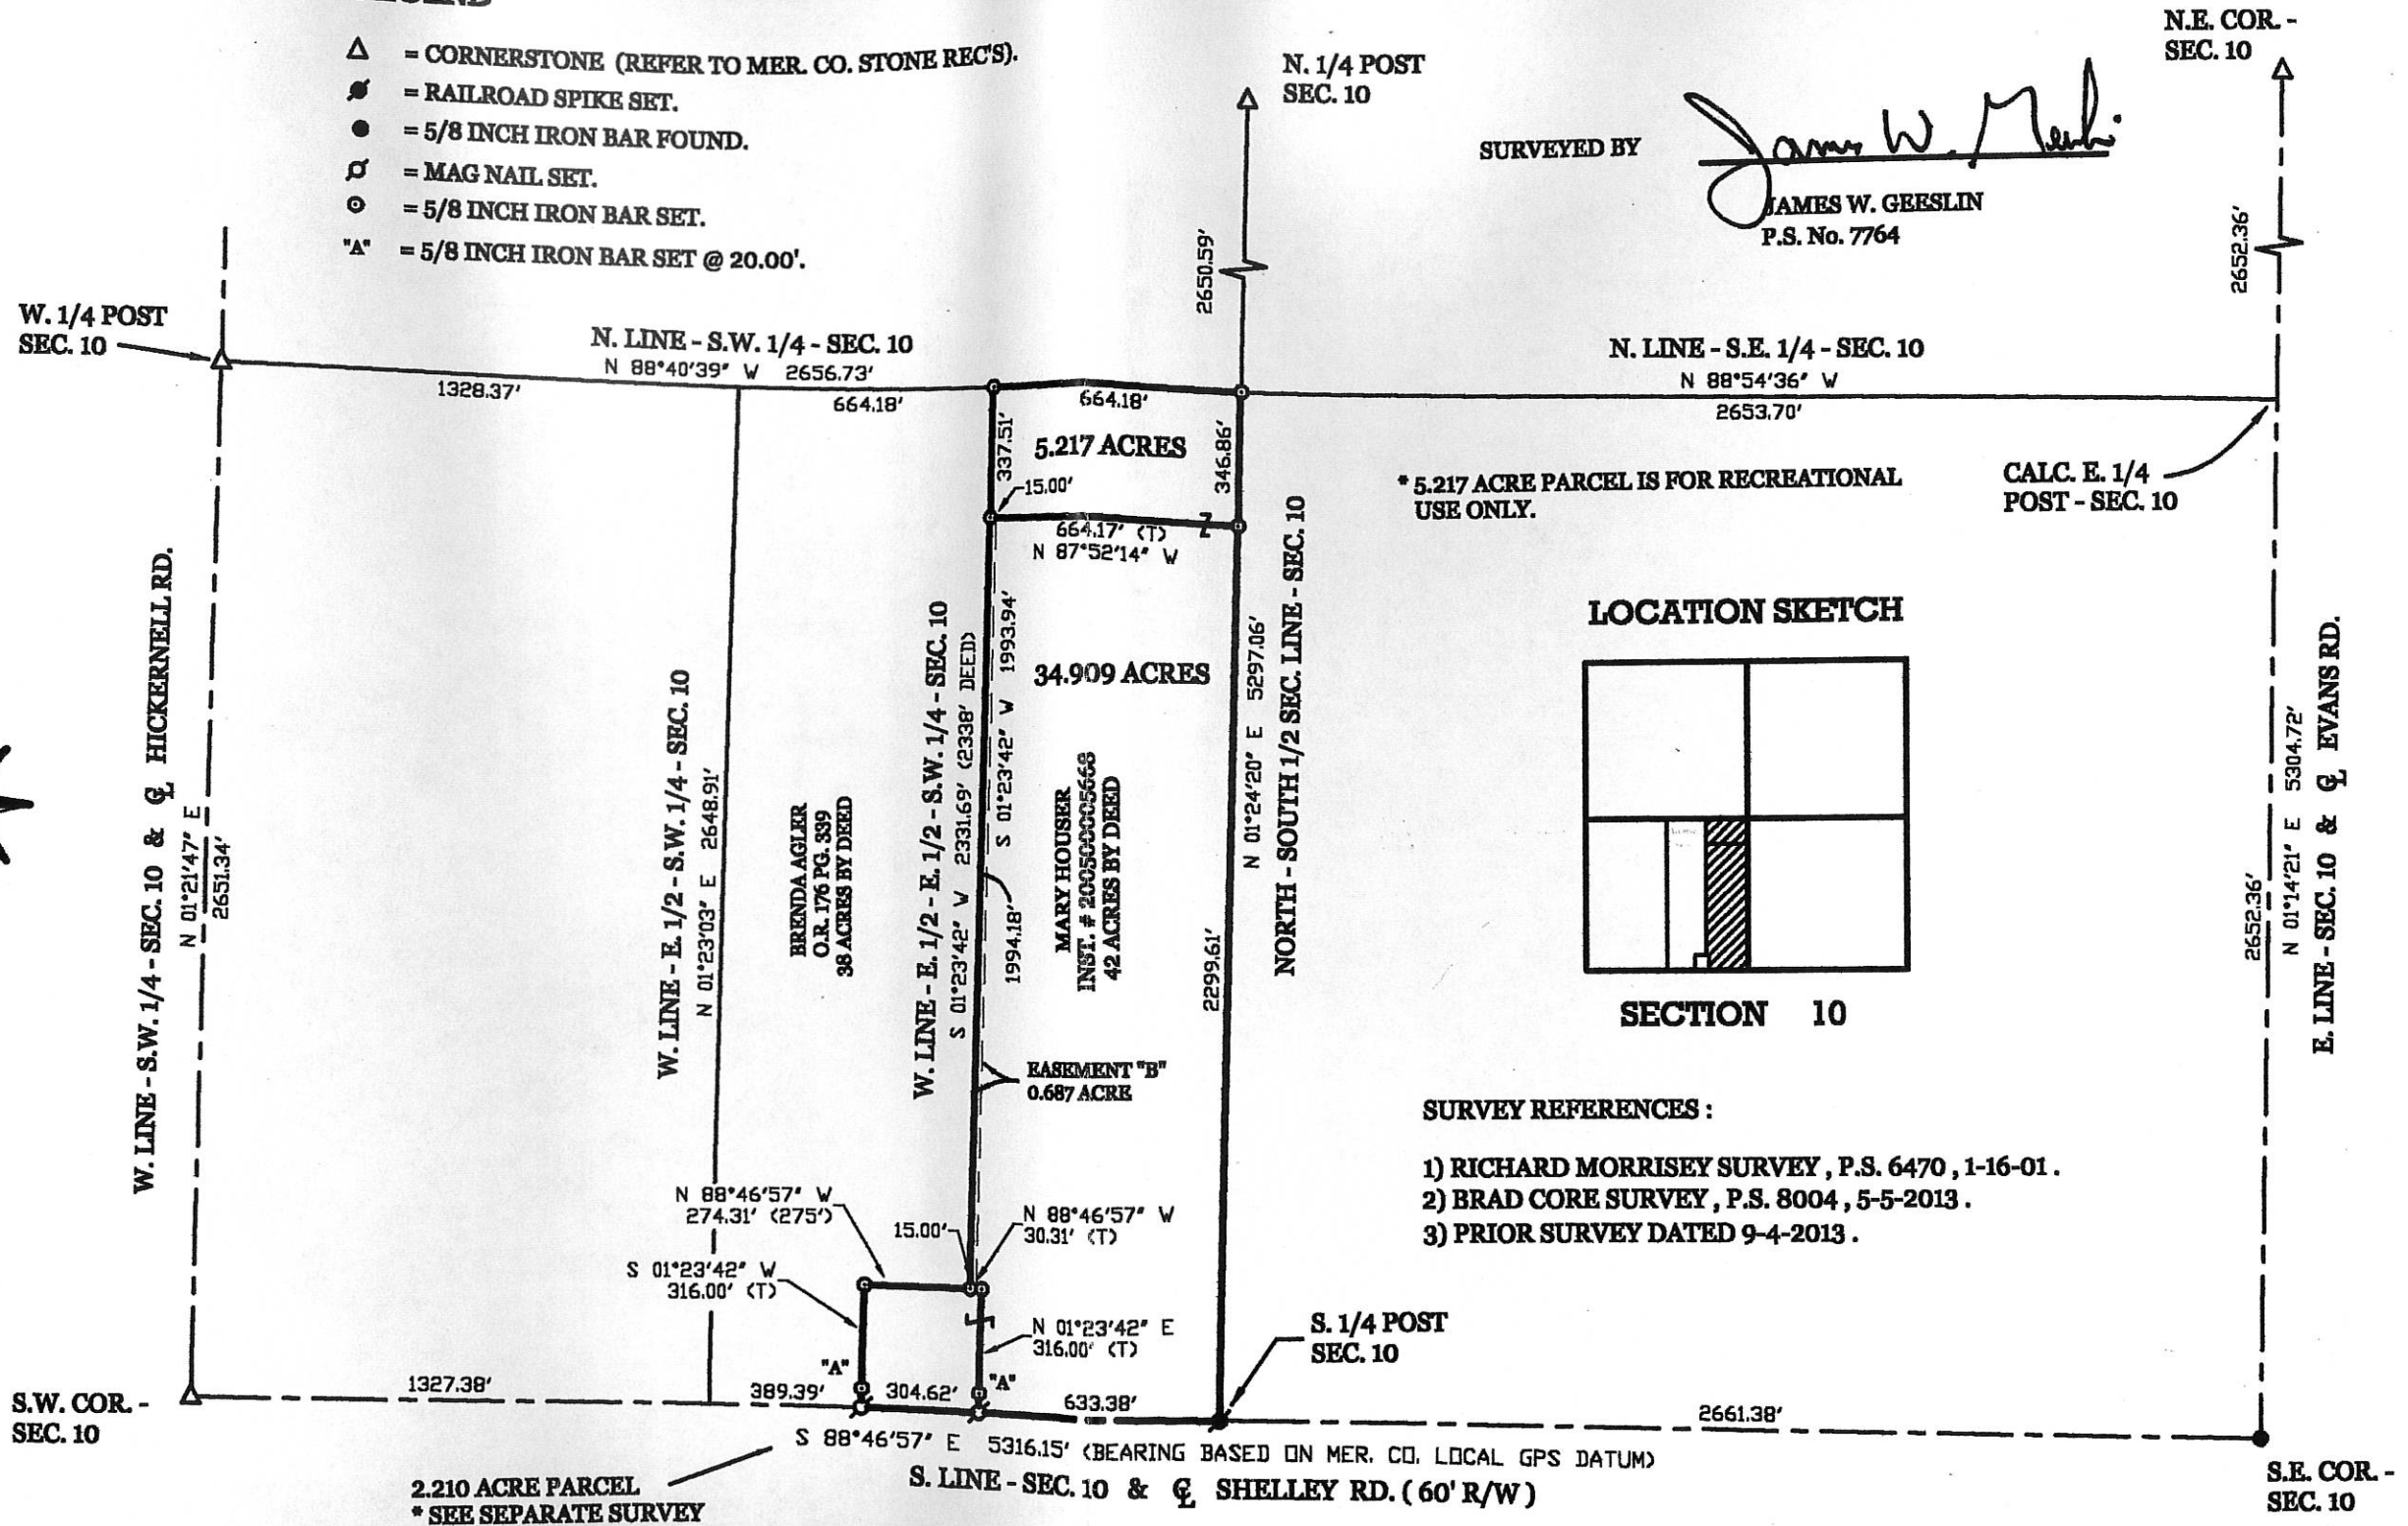 = CORNERSTONE (REFER TO MER. CO. STONE REC'S).
= RAILROAD SPIKE SET.
= 5/8 INCH IRON BAR FOUND.
= MAG NAIL SET.
= 5/8 INCH IRON BAR SET.
"A" = 5/8 INCH IRON BAR SET @ 20.00'.
N. 1/4 POST
SEC. 10
N.E. COR. -
SEC. 10
SURVEYED BY
James W.
JAMES W. GEESLIN
P.S. No. 7764
2650.59'
2652.36'
W. 1/4 POST
SEC. 10
N. LINE - S.W. 1/4 - SEC. 10
N 88°40'39" W 2656.73'
1328.37'
664.18'
664.18'
N. LINE - S.E. 1/4 - SEC. 10
N 88°54'36" W
2653.70'
337.51'
5.217 ACRES
346.86'
15.00'
664.17' (T)
N 87°52'14" W
* 5.217 ACRE PARCEL IS FOR RECREATIONAL
USE ONLY.
CALC. E. 1/4
POST - SEC. 10
W. LINE - S.W. 1/4 - SEC. 10 & ℄ HICKERNELL RD.
N 01°21'47" E
2651.34'
W. LINE - E. 1/2 - S.W. 1/4 - SEC. 10
N 01°23'03" E 2648.91'
BRENDA AGLER
O.R. 176 PG. 339
38 ACRES BY DEED
W. LINE - E. 1/2 - E. 1/2 - S.W. 1/4 - SEC. 10
S 01°23'42" W 2331.69' (2338' DEED)
S 01°23'42" W 1993.94'
1994.18'
34.909 ACRES
MARY HOUSER
INST. # 200500005668
42 ACRES BY DEED
2299.61'
N 01°24'20" E 5297.06'
NORTH - SOUTH 1/2 SEC. LINE - SEC. 10
LOCATION SKETCH
SECTION 10
2652.36'
N 01°14'21" E 5304.72'
E. LINE - SEC. 10 & ℄ EVANS RD.
EASEMENT "B"
0.687 ACRE
SURVEY REFERENCES :
1) RICHARD MORRISEY SURVEY , P.S. 6470 , 1-16-01 .
2) BRAD CORE SURVEY , P.S. 8004 , 5-5-2013 .
3) PRIOR SURVEY DATED 9-4-2013 .
N 88°46'57" W
274.31' (275')
15.00'
N 88°46'57" W
30.31' (T)
S 01°23'42" W
316.00' (T)
N 01°23'42" E
316.00' (T)
S. 1/4 POST
SEC. 10
"A"
"A"
S.W. COR. -
SEC. 10
1327.38'
389.39'
304.62'
633.38'
2661.38'
S 88°46'57" E 5316.15' (BEARING BASED ON MER. CO. LOCAL GPS DATUM)
S. LINE - SEC. 10 & ℄ SHELLEY RD. ( 60' R/W )
2.210 ACRE PARCEL
* SEE SEPARATE SURVEY
S.E. COR. -
SEC. 10